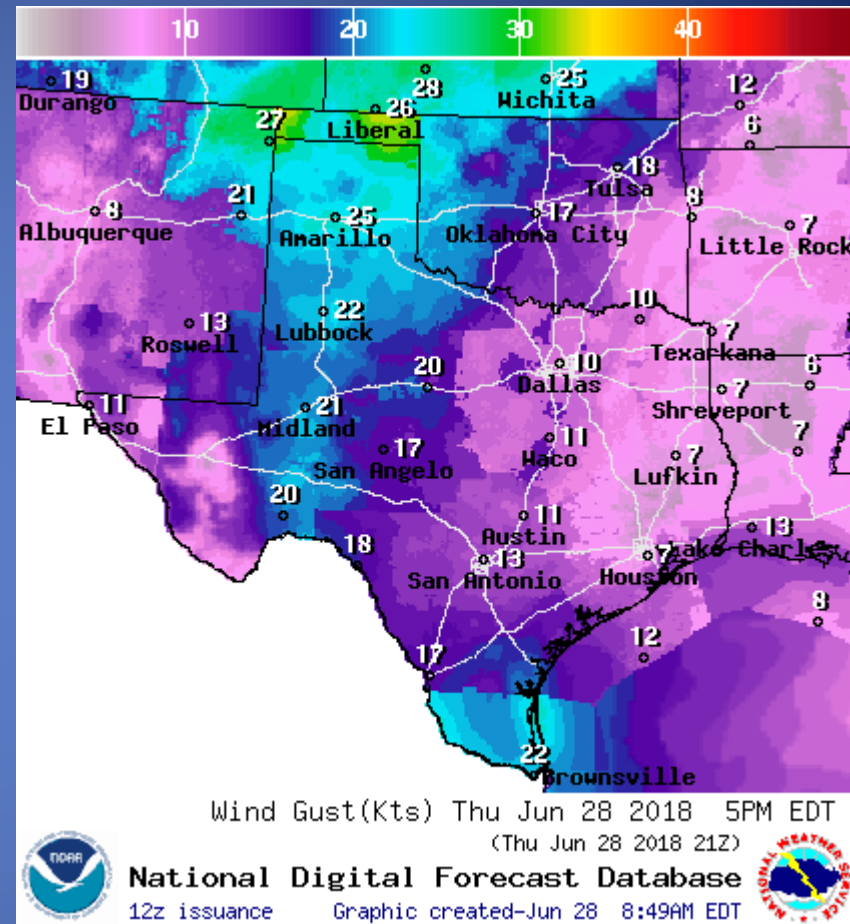 10 20 30 40
19 Durango
28
25 Wichita
12
26 Liberal
27
6
18 Tulsa
8 Albuquerque
21
25 Amarillo
17 Oklahoma City
8
7 Little Rock
13 Roswell
22 Lubbock
10
7 Texarkana
10 Dallas
20
7 Shreveport
6
11 El Paso
21 Midland
17 San Angelo
11 Waco
7 Lufkin
7
20
11 Austin
13 Lake Charl
18
13 San Antonio
7 Houston
8
12
17
22 Brownsville
Wind Gust(Kts) Thu Jun 28 2018 5PM EDT
(Thu Jun 28 2018 21Z)
NOAA
National Digital Forecast Database
12z issuance Graphic created-Jun 28 8:49AM EDT
NATIONAL WEATHER SERVICE